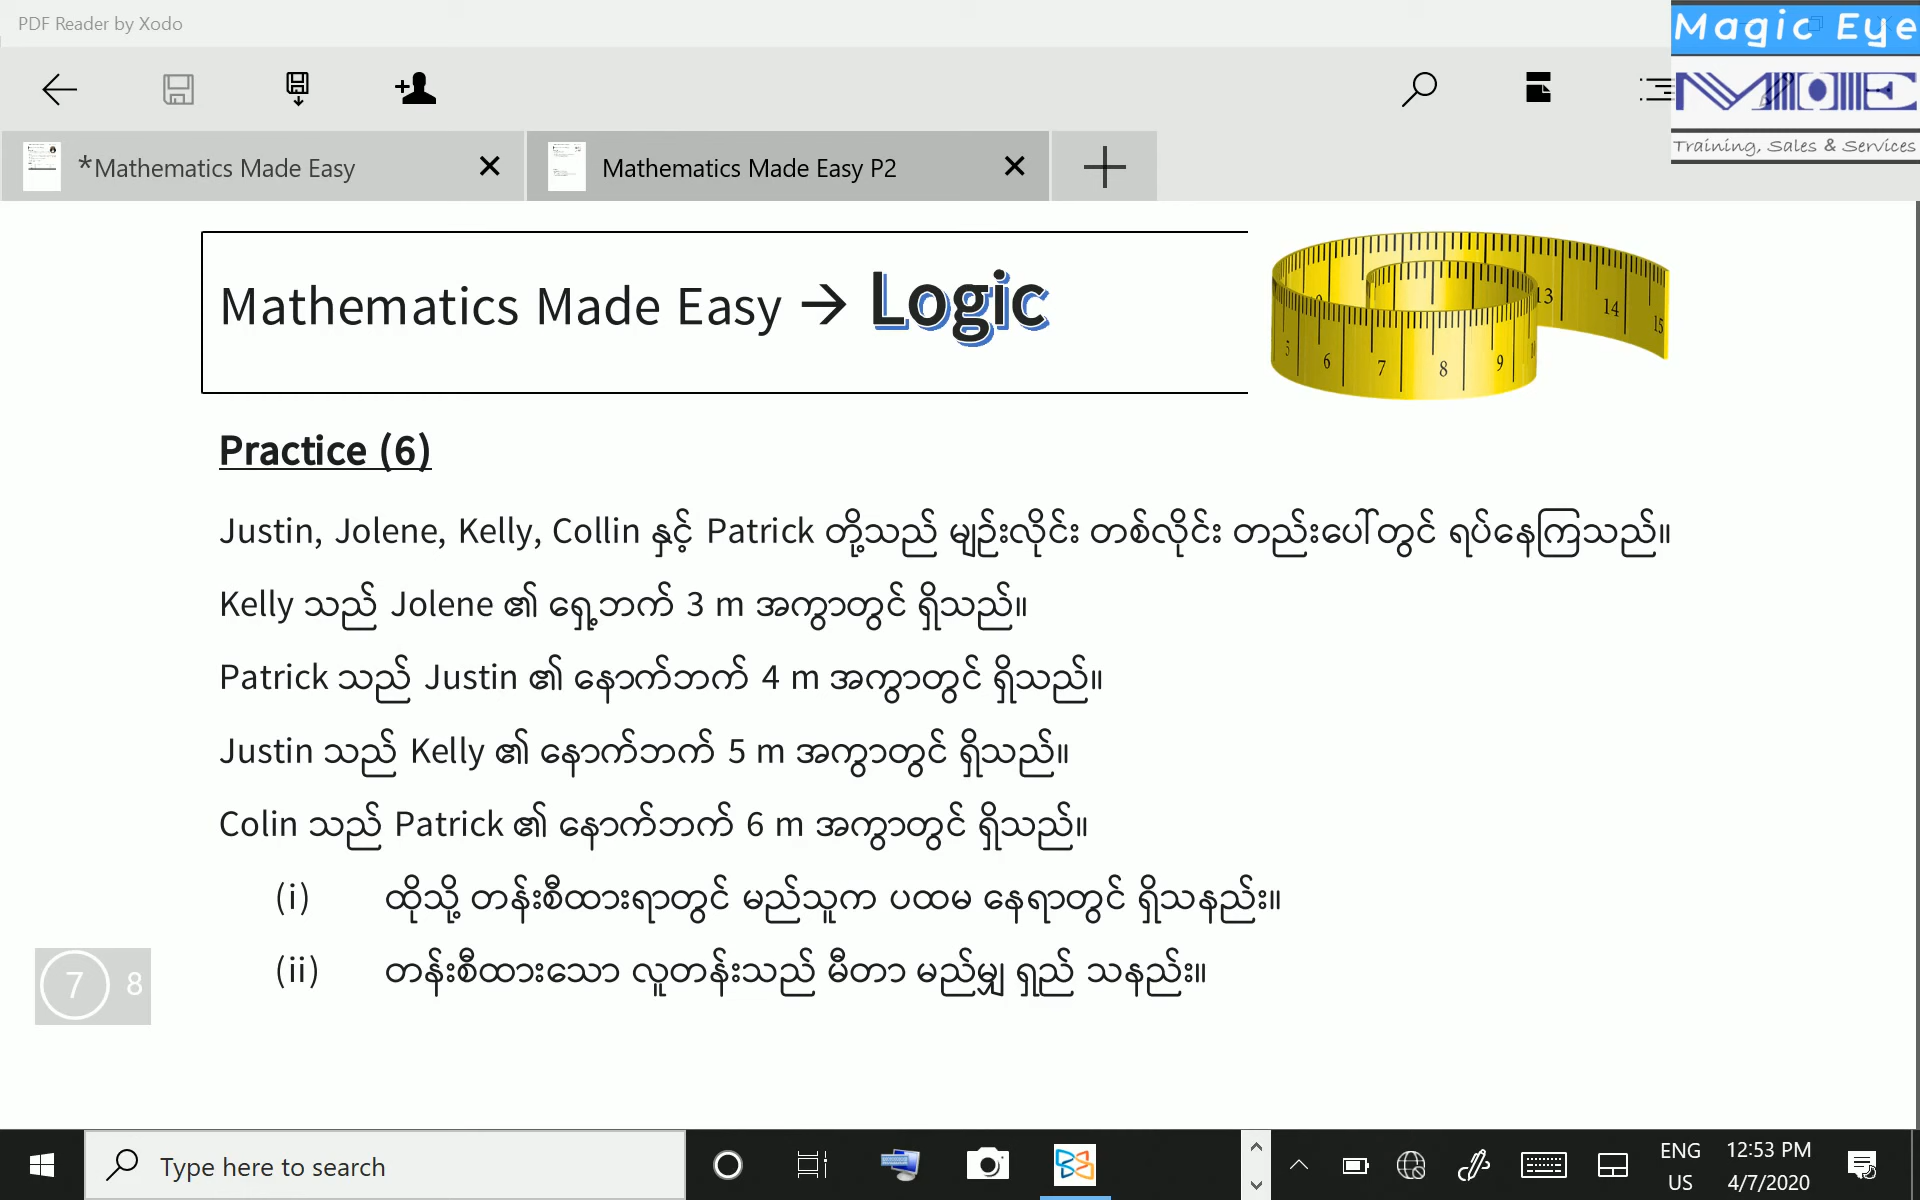 PDF Reader by Xodo
Magic Eye
MOE
Training, Sales & Services
*Mathematics Made Easy
Mathematics Made Easy P2
Mathematics Made Easy → Logic
5 6 7 8 9 13 14 15
Practice (6)
Justin, Jolene, Kelly, Collin နှင့် Patrick တို့သည် မျဉ်းလိုင်း တစ်လိုင်း တည်းပေါ်တွင် ရပ်နေကြသည်။
Kelly သည် Jolene ၏ ရှေ့ဘက် 3 m အကွာတွင် ရှိသည်။
Patrick သည် Justin ၏ နောက်ဘက် 4 m အကွာတွင် ရှိသည်။
Justin သည် Kelly ၏ နောက်ဘက် 5 m အကွာတွင် ရှိသည်။
Colin သည် Patrick ၏ နောက်ဘက် 6 m အကွာတွင် ရှိသည်။
(i) ထိုသို့ တန်းစီထားရာတွင် မည်သူက ပထမ နေရာတွင် ရှိသနည်း။
(ii) တန်းစီထားသော လူတန်းသည် မီတာ မည်မျှ ရှည် သနည်း။
7 8
Type here to search
ENG
US
12:53 PM
4/7/2020